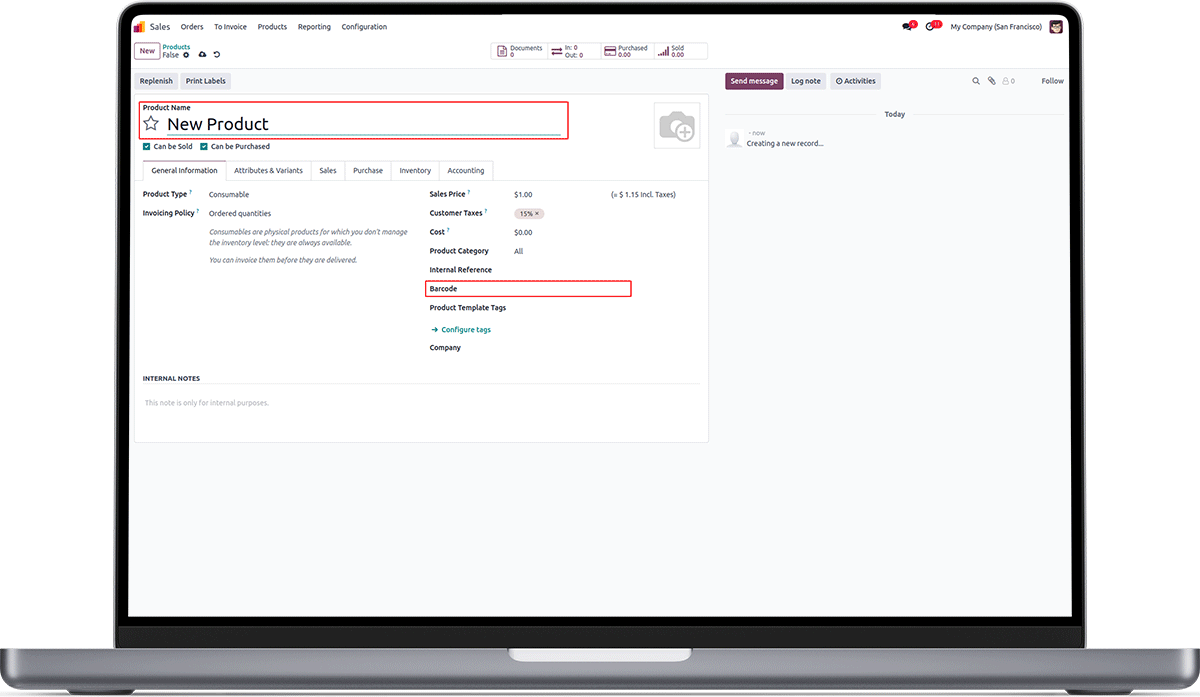 Sales Orders To Invoice Products Reporting Configuration 6 11 My Company (San Francisco)
New Products
False
Documents
0
In: 0
Out: 0
Purchased
0.00
Sold
0.00
Replenish Print Labels Send message Log note Activities 0 Follow
Product Name
New Product
Can be Sold Can be Purchased
General Information Attributes & Variants Sales Purchase Inventory Accounting
Product Type ? Consumable
Invoicing Policy ? Ordered quantities
Consumables are physical products for which you don't manage
the inventory level: they are always available.
You can invoice them before they are delivered.
Sales Price ? $1.00 (= $ 1.15 Incl. Taxes)
Customer Taxes ? 15% ×
Cost ? $0.00
Product Category All
Internal Reference
Barcode
Product Template Tags
→ Configure tags
Company
INTERNAL NOTES
This note is only for internal purposes.
Today
- now
Creating a new record...